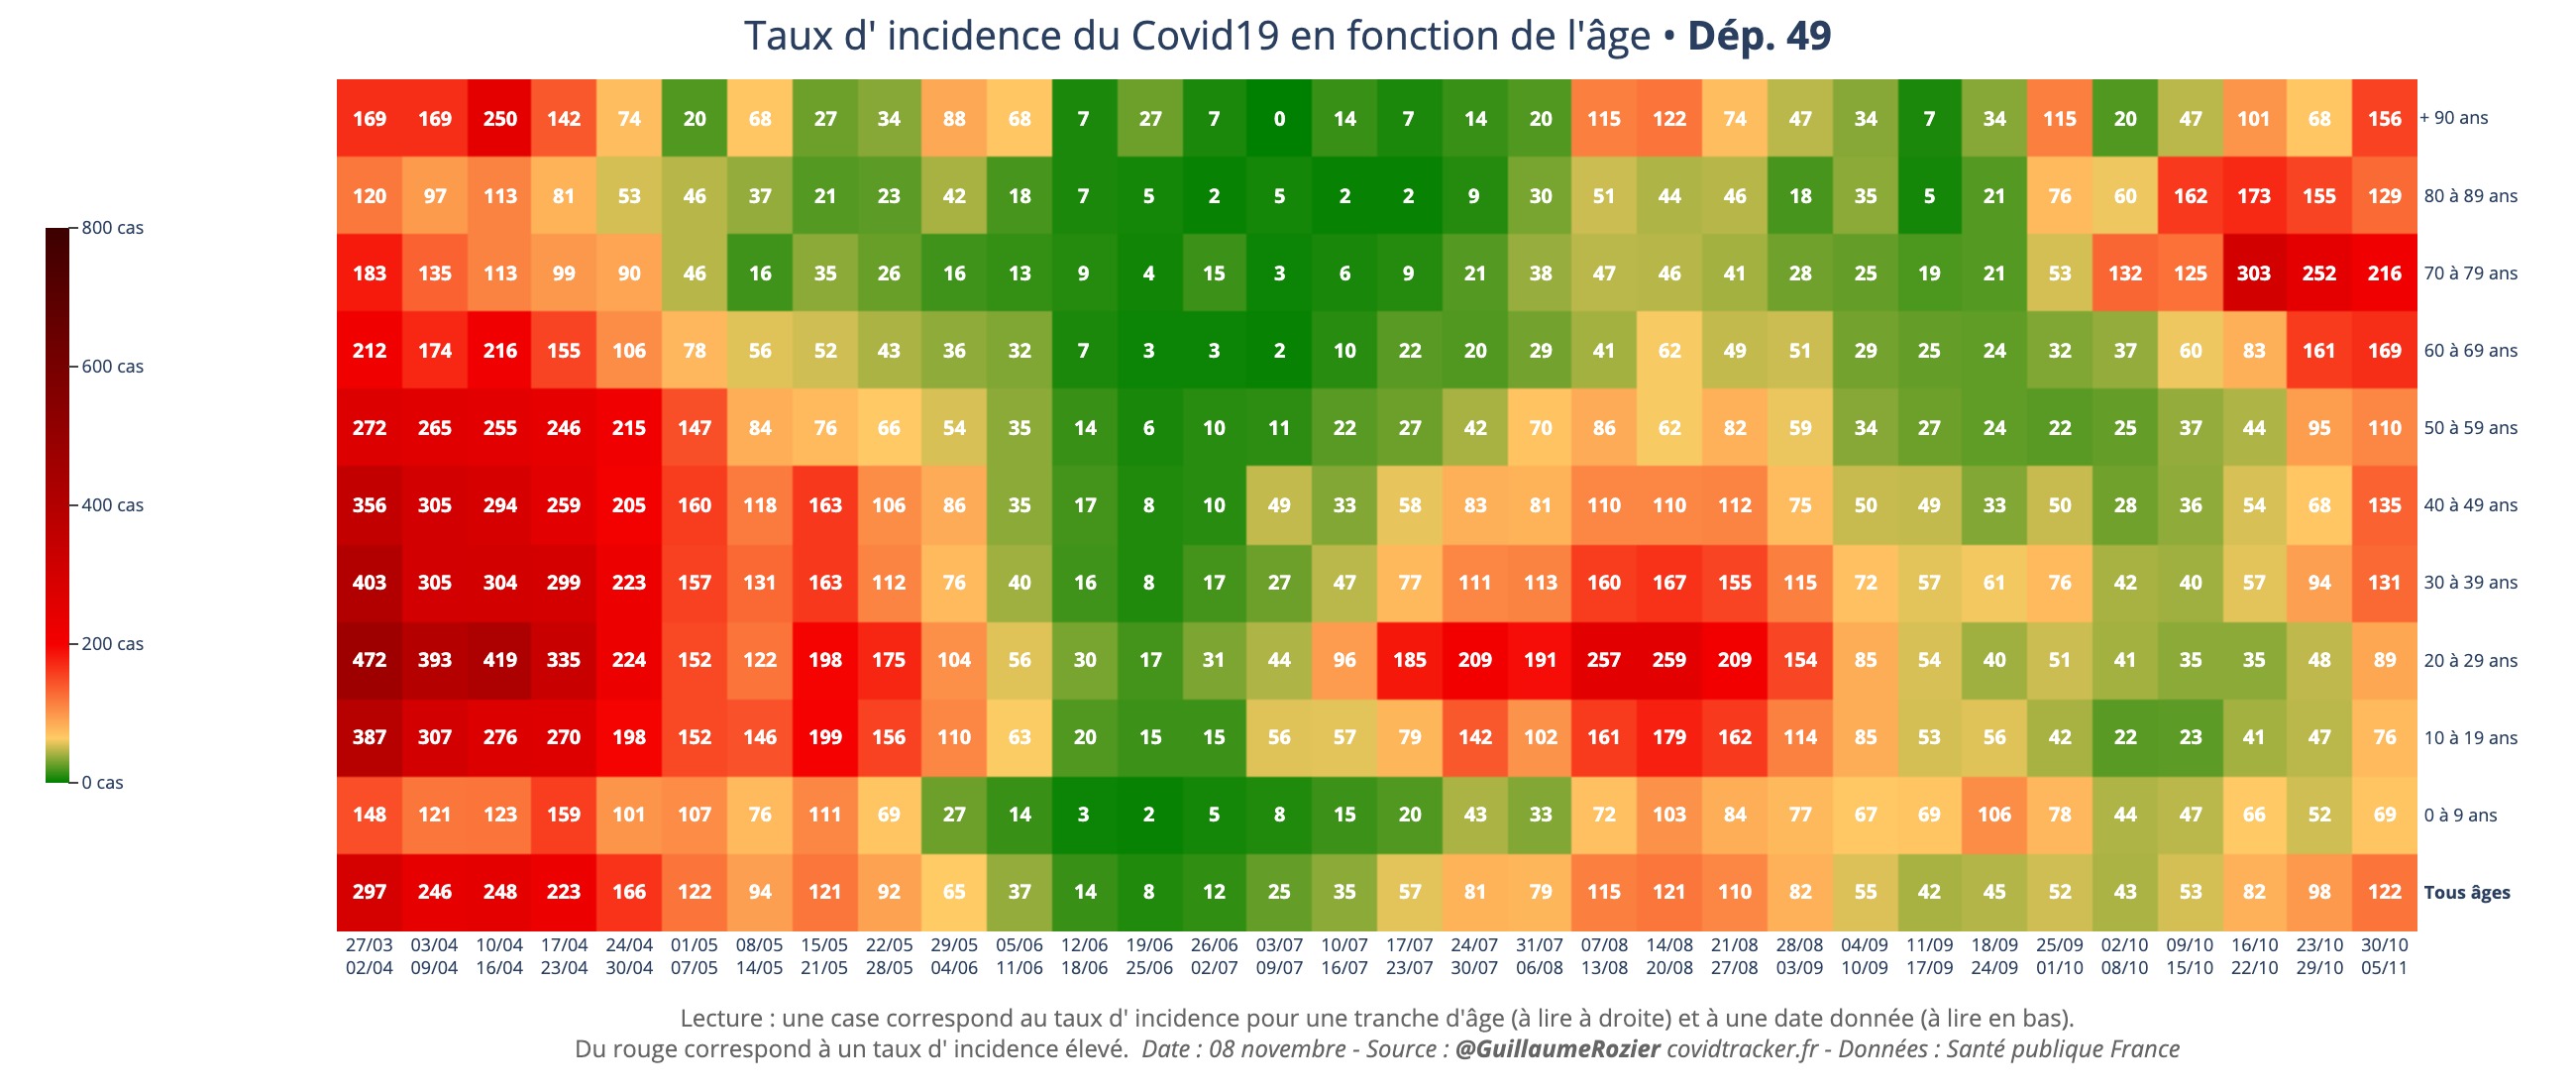 Taux d' incidence du Covid19 en fonction de l'âge • Dép. 49
169 169 250 142 74 20 68 27 34 88 68 7 27 7 0 14 7 14 20 115 122 74 47 34 7 34 115 20 47 101 68 156 + 90 ans
120 97 113 81 53 46 37 21 23 42 18 7 5 2 5 2 2 9 30 51 44 46 18 35 5 21 76 60 162 173 155 129 80 à 89 ans
800 cas
183 135 113 99 90 46 16 35 26 16 13 9 4 15 3 6 9 21 38 47 46 41 28 25 19 21 53 132 125 303 252 216 70 à 79 ans
212 174 216 155 106 78 56 52 43 36 32 7 3 3 2 10 22 20 29 41 62 49 51 29 25 24 32 37 60 83 161 169 60 à 69 ans
600 cas
272 265 255 246 215 147 84 76 66 54 35 14 6 10 11 22 27 42 70 86 62 82 59 34 27 24 22 25 37 44 95 110 50 à 59 ans
400 cas
356 305 294 259 205 160 118 163 106 86 35 17 8 10 49 33 58 83 81 110 110 112 75 50 49 33 50 28 36 54 68 135 40 à 49 ans
403 305 304 299 223 157 131 163 112 76 40 16 8 17 27 47 77 111 113 160 167 155 115 72 57 61 76 42 40 57 94 131 30 à 39 ans
200 cas
472 393 419 335 224 152 122 198 175 104 56 30 17 31 44 96 185 209 191 257 259 209 154 85 54 40 51 41 35 35 48 89 20 à 29 ans
387 307 276 270 198 152 146 199 156 110 63 20 15 15 56 57 79 142 102 161 179 162 114 85 53 56 42 22 23 41 47 76 10 à 19 ans
0 cas
148 121 123 159 101 107 76 111 69 27 14 3 2 5 8 15 20 43 33 72 103 84 77 67 69 106 78 44 47 66 52 69 0 à 9 ans
297 246 248 223 166 122 94 121 92 65 37 14 8 12 25 35 57 81 79 115 121 110 82 55 42 45 52 43 53 82 98 122 Tous âges
27/03 03/04 10/04 17/04 24/04 01/05 08/05 15/05 22/05 29/05 05/06 12/06 19/06 26/06 03/07 10/07 17/07 24/07 31/07 07/08 14/08 21/08 28/08 04/09 11/09 18/09 25/09 02/10 09/10 16/10 23/10 30/10
02/04 09/04 16/04 23/04 30/04 07/05 14/05 21/05 28/05 04/06 11/06 18/06 25/06 02/07 09/07 16/07 23/07 30/07 06/08 13/08 20/08 27/08 03/09 10/09 17/09 24/09 01/10 08/10 15/10 22/10 29/10 05/11
Lecture : une case correspond au taux d' incidence pour une tranche d'âge (à lire à droite) et à une date donnée (à lire en bas).
Du rouge correspond à un taux d' incidence élevé. Date : 08 novembre - Source : @GuillaumeRozier covidtracker.fr - Données : Santé publique France